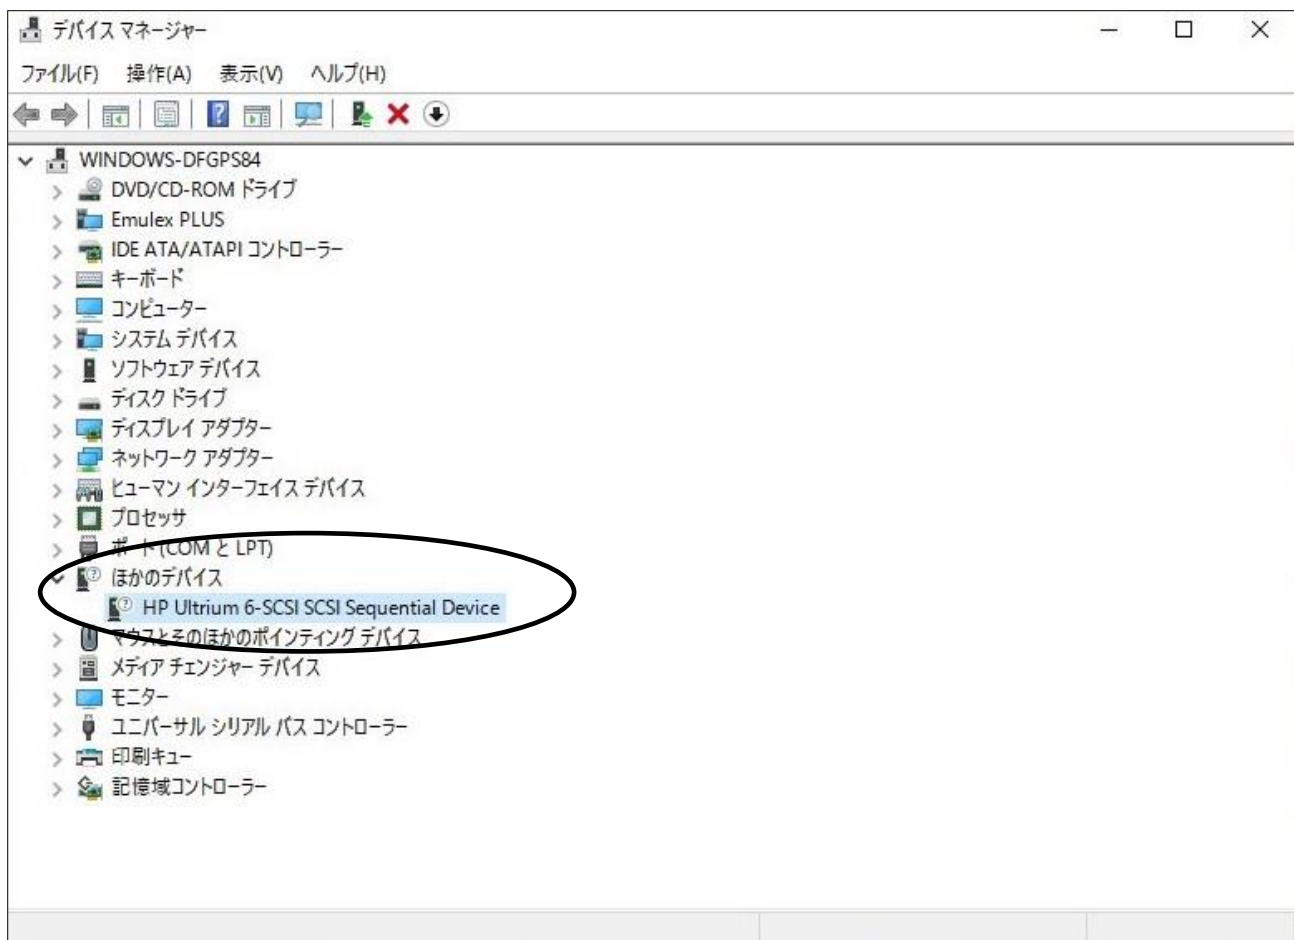 デバイス マネージャー
ファイル(F) 操作(A) 表示(V) ヘルプ(H)
WINDOWS-DFGPS84
DVD/CD-ROM ドライブ
Emulex PLUS
IDE ATA/ATAPI コントローラー
キーボード
コンピューター
システム デバイス
ソフトウェア デバイス
ディスク ドライブ
ディスプレイ アダプター
ネットワーク アダプター
ヒューマン インターフェイス デバイス
プロセッサ
ポート (COM と LPT)
ほかのデバイス
HP Ultrium 6-SCSI SCSI Sequential Device
マウスとそのほかのポインティング デバイス
メディア チェンジャー デバイス
モニター
ユニバーサル シリアル バス コントローラー
印刷キュー
記憶域コントローラー